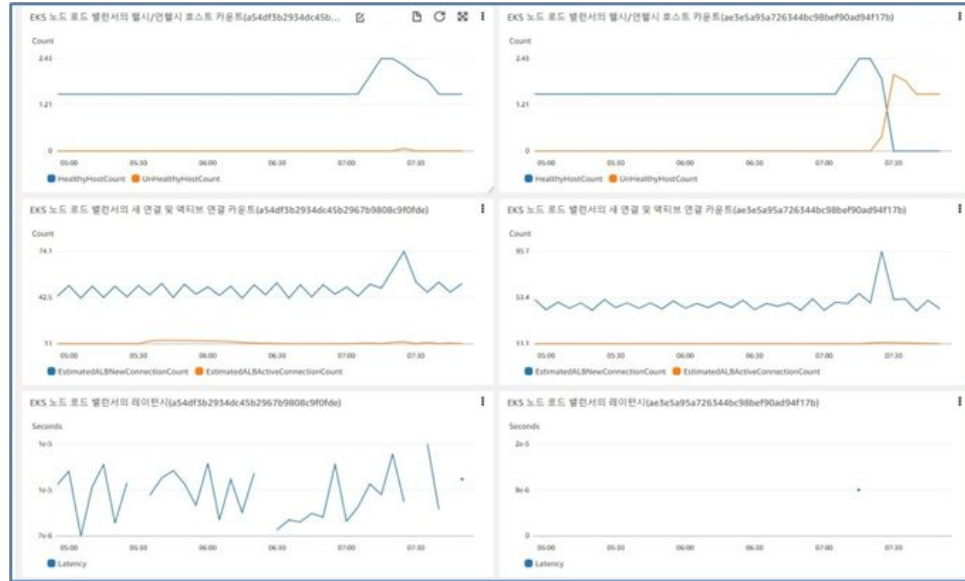 EKS 노드 로드 밸런서의 헬시/언헬시 호스트 카운트(a54df3b2934dc45b...
Count
2.43
1.21
0
05:00 05:30 06:00 06:30 07:00 07:30
HealthyHostCount UnHealthyHostCount
EKS 노드 로드 밸런서의 헬시/언헬시 호스트 카운트(ae3e5a95a726344bc98bef90ad94f17b)
Count
2.43
1.21
0
05:00 05:30 06:00 06:30 07:00 07:30
HealthyHostCount UnHealthyHostCount
EKS 노드 로드 밸런서의 새 연결 및 액티브 연결 카운트(a54df3b2934dc45b2967b9808c9f0fde)
Count
74.1
42.5
11
05:00 05:30 06:00 06:30 07:00 07:30
EstimatedALBNewConnectionCount EstimatedALBActiveConnectionCount
EKS 노드 로드 밸런서의 새 연결 및 액티브 연결 카운트(ae3e5a95a726344bc98bef90ad94f17b)
Count
95.7
53.4
11.1
05:00 05:30 06:00 06:30 07:00 07:30
EstimatedALBNewConnectionCount EstimatedALBActiveConnectionCount
EKS 노드 로드 밸런서의 레이턴시(a54df3b2934dc45b2967b9808c9f0fde)
Seconds
1e-5
1e-5
7e-6
05:00 05:30 06:00 06:30 07:00 07:30
Latency
EKS 노드 로드 밸런서의 레이턴시(ae3e5a95a726344bc98bef90ad94f17b)
Seconds
2e-5
9e-6
0
05:00 05:30 06:00 06:30 07:00 07:30
Latency